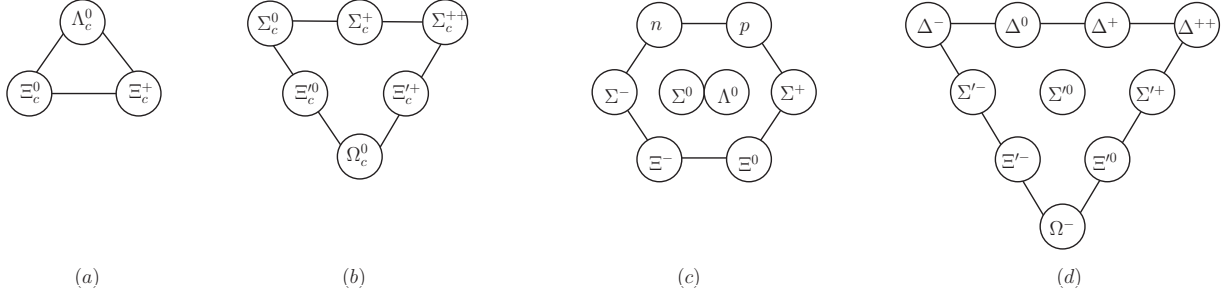 Λ_c^0
Ξ_c^0 Ξ_c^+
(a)
Σ_c^0 Σ_c^+ Σ_c^{++}
Ξ_c^{′0} Ξ_c^{′+}
Ω_c^0
(b)
n p
Σ^− Σ^0 Λ^0 Σ^+
Ξ^− Ξ^0
(c)
Δ^− Δ^0 Δ^+ Δ^{++}
Σ^{′−} Σ^{′0} Σ^{′+}
Ξ^{′−} Ξ^{′0}
Ω^−
(d)